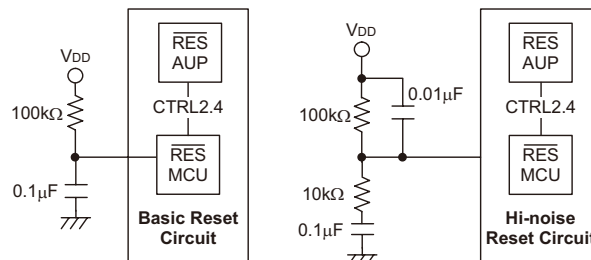 VDD
100kΩ
0.1µF
RES
AUP
CTRL2.4
RES
MCU
Basic Reset
Circuit
VDD
0.01µF
100kΩ
10kΩ
0.1µF
RES
AUP
CTRL2.4
RES
MCU
Hi-noise
Reset Circuit